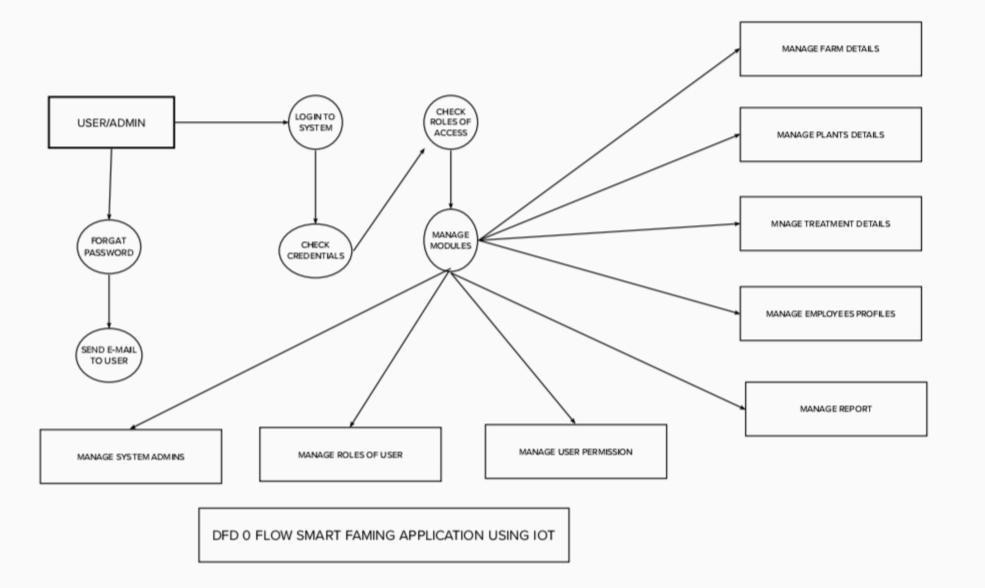 MANAGE FARM DETAILS
USER/ADMIN
LOGIN TO
SYSTEM
CHECK
ROLES OF
ACCESS
MANAGE PLANTS DETAILS
MNAGE TREATMENT DETAILS
FORGAT
PASSWORD
CHECK
CREDENTIALS
MANAGE
MODULES
MANAGE EMPLOYEES PROFILES
SEND E-MAIL
TO USER
MANAGE REPORT
MANAGE SYSTEM ADMINS
MANAGE ROLES OF USER
MANAGE USER PERMISSION
DFD 0 FLOW SMART FAMING APPLICATION USING IOT